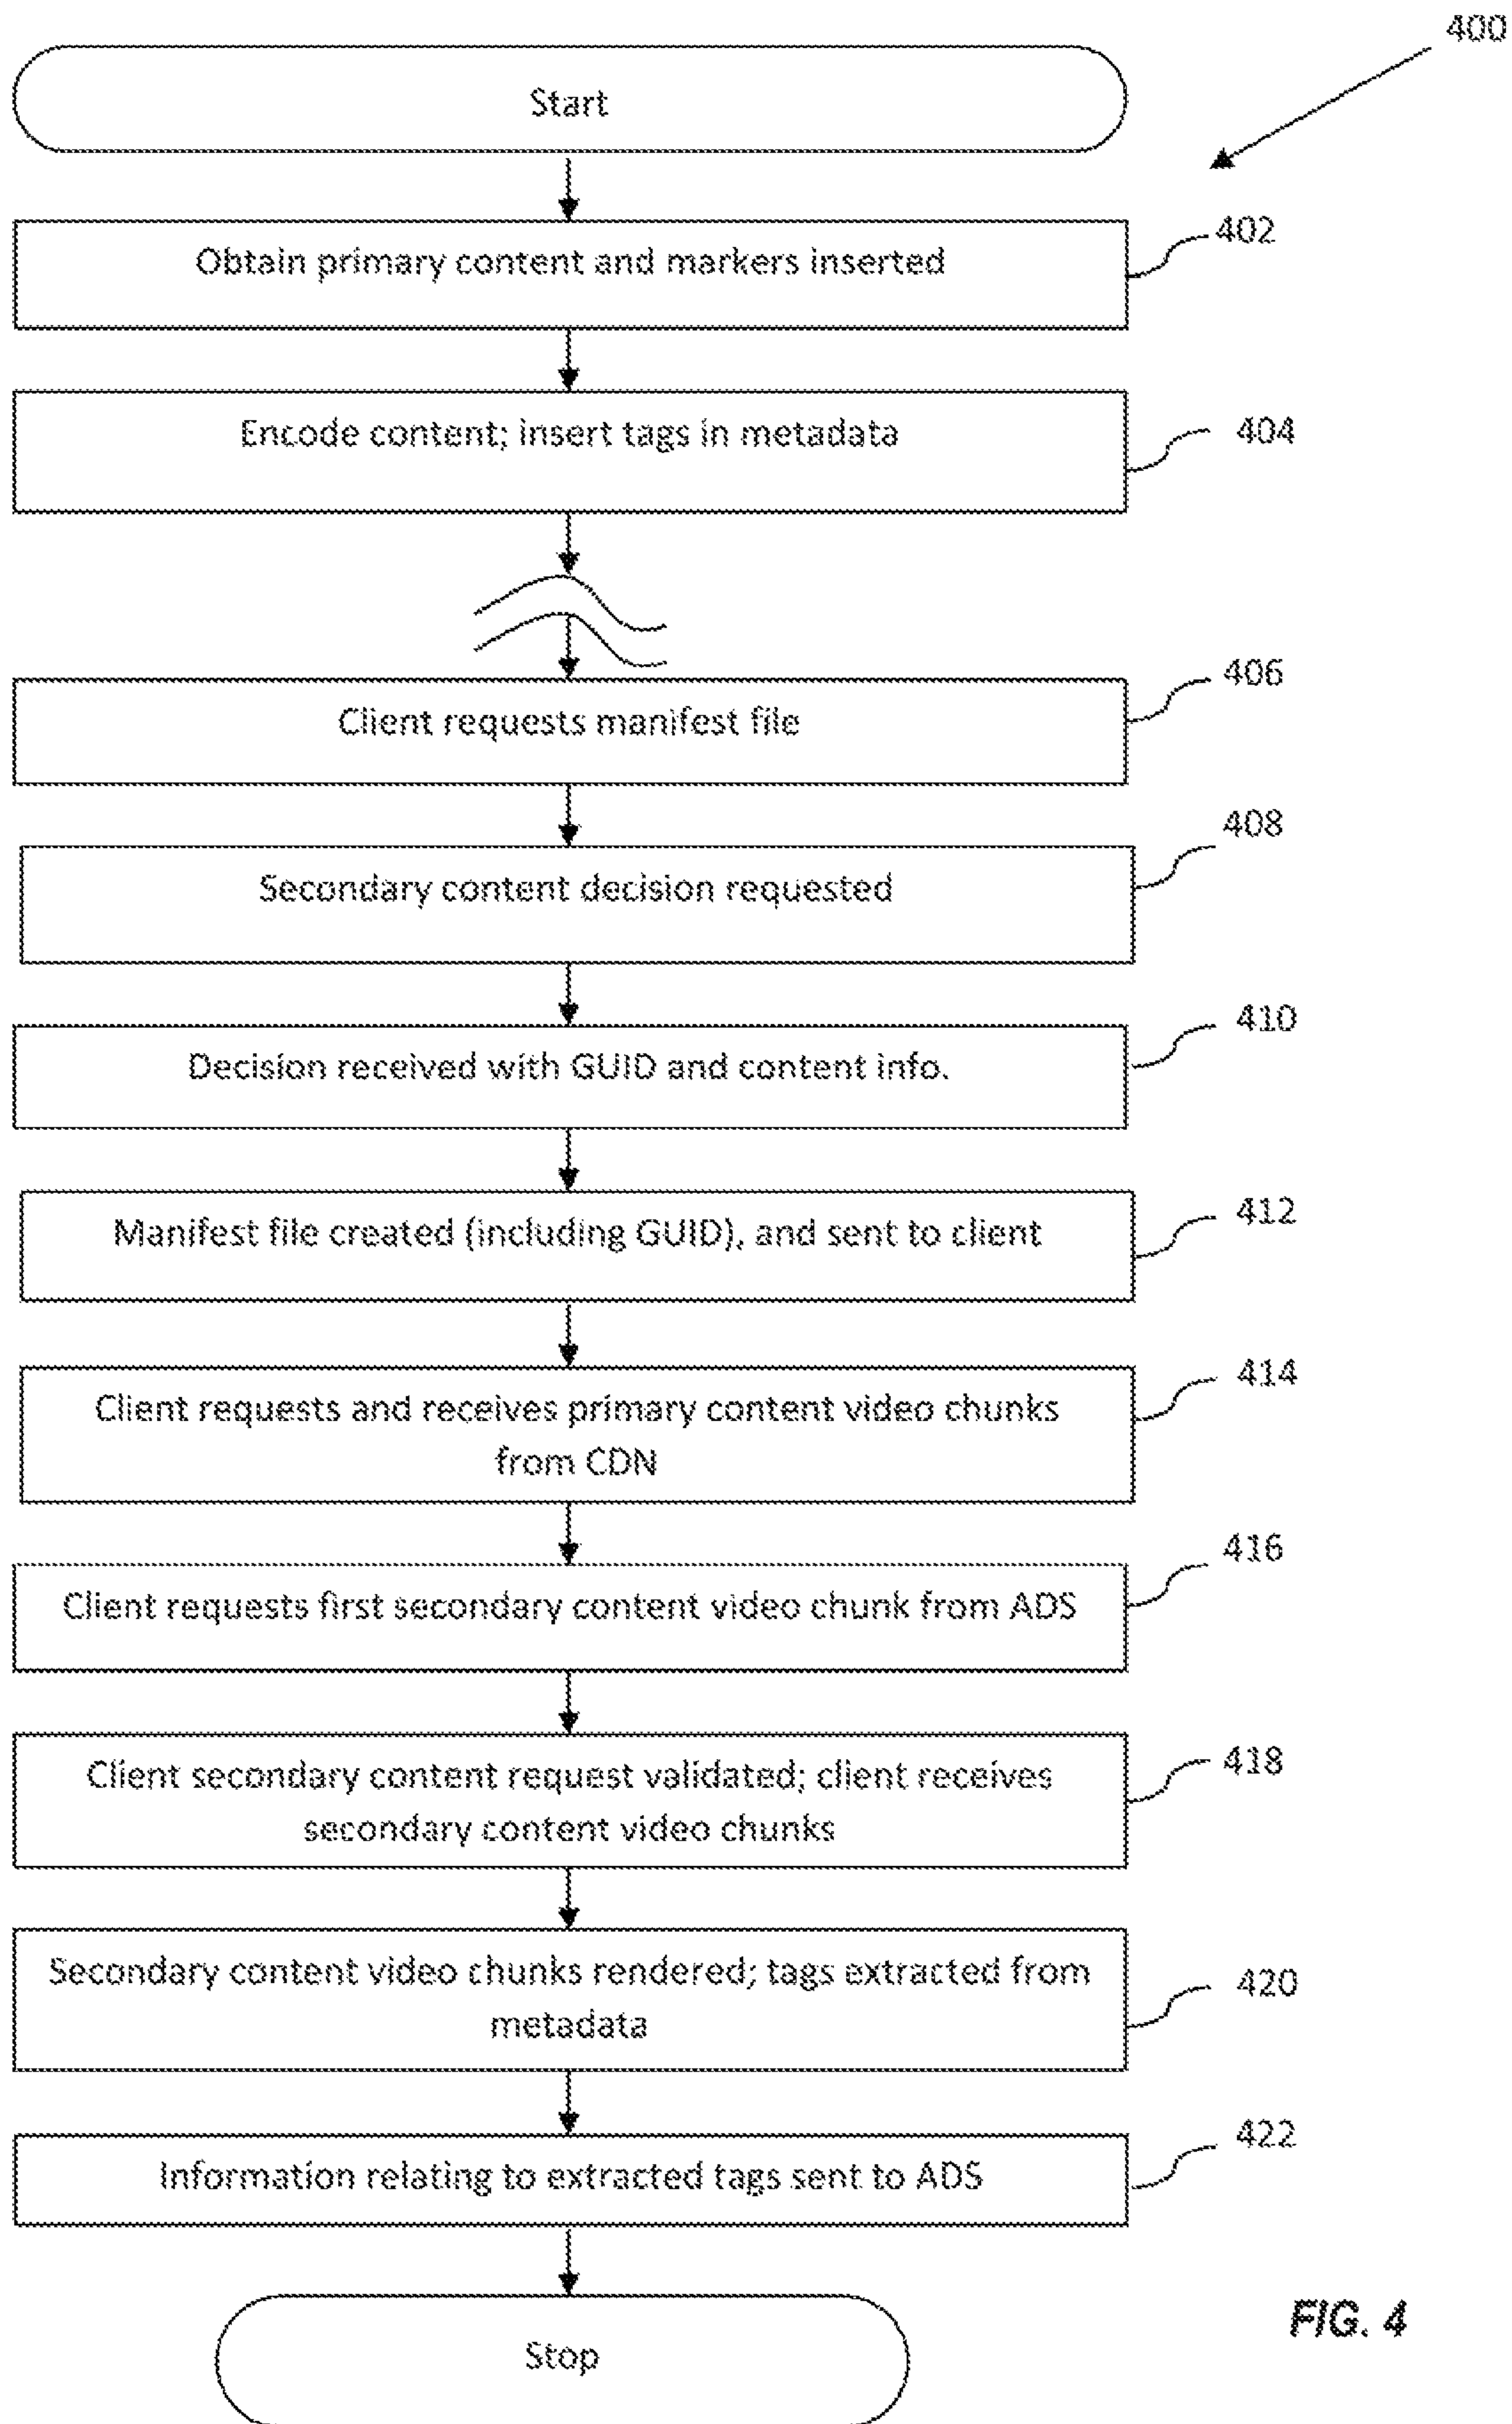 400
Start
Obtain primary content and markers inserted
402
Encode content; insert tags in metadata
404
Client requests manifest file
406
Secondary content decision requested
408
Decision received with GUID and content info.
410
Manifest file created (including GUID), and sent to client
412
Client requests and receives primary content video chunks
from CDN
414
Client requests first secondary content video chunk from ADS
416
Client secondary content request validated; client receives
secondary content video chunks
418
Secondary content video chunks rendered; tags extracted from
metadata
420
Information relating to extracted tags sent to ADS
422
Stop
FIG. 4